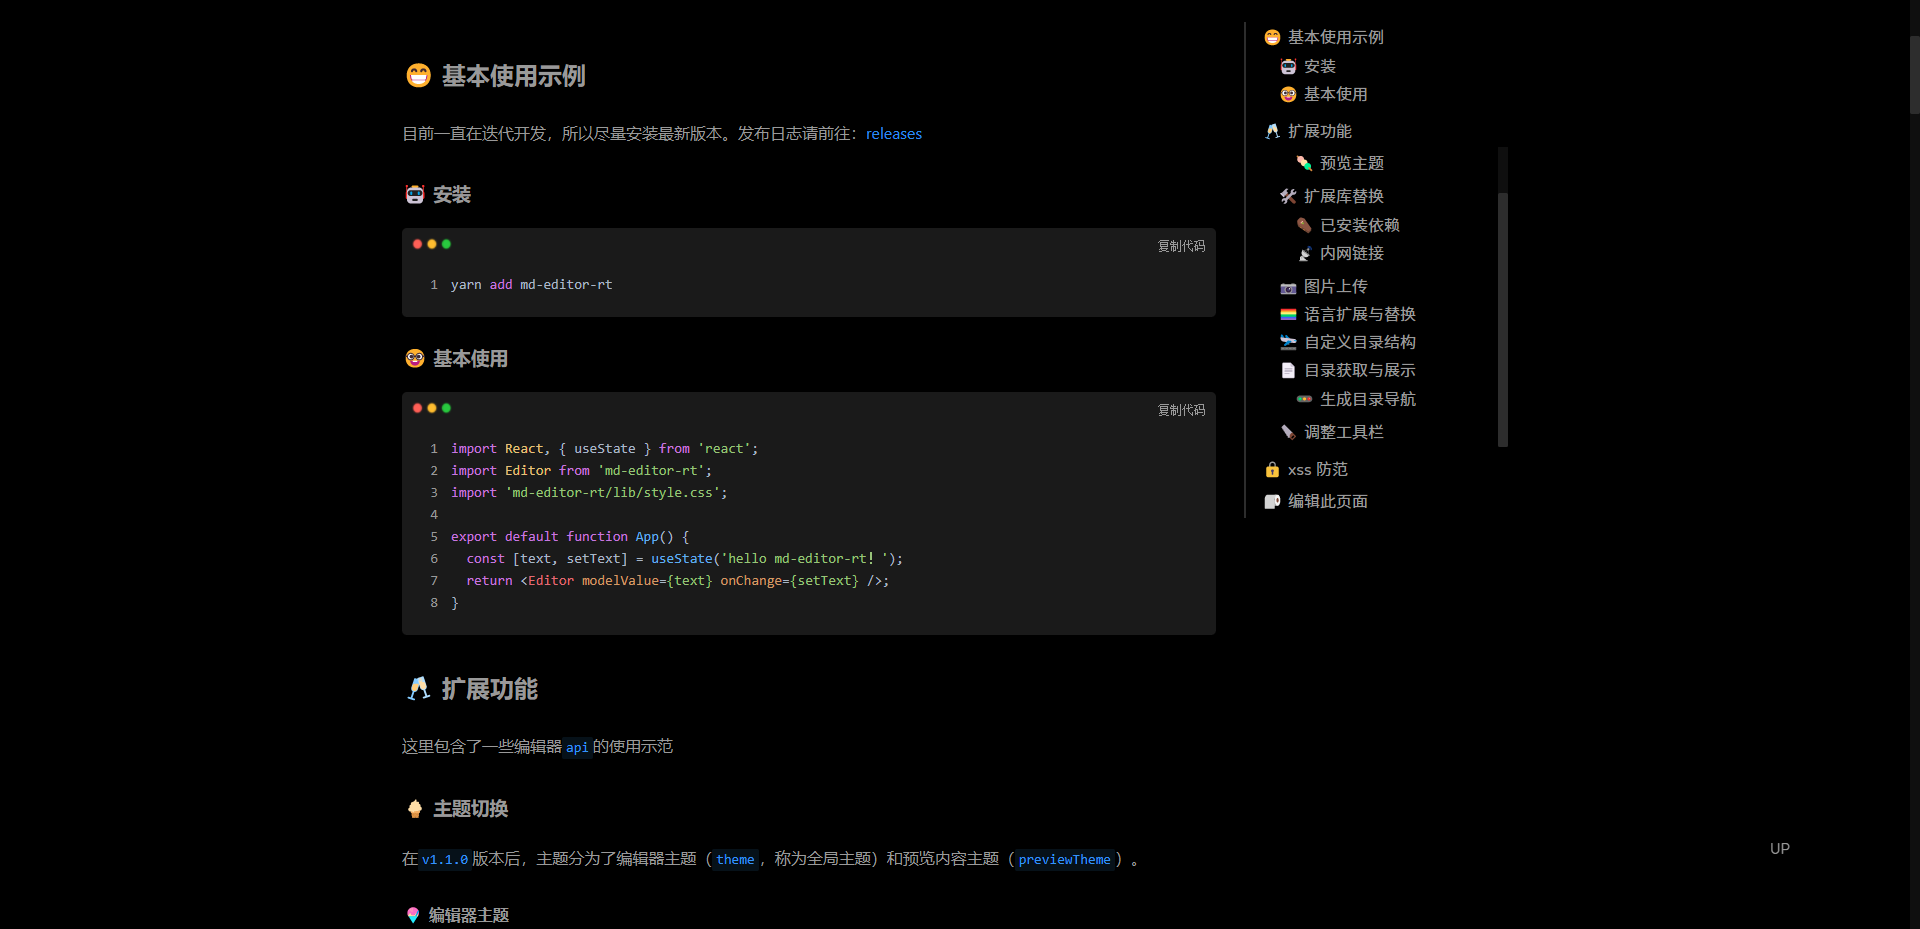 😁 基本使用示例
目前一直在迭代开发，所以尽量安装最新版本。发布日志请前往：releases
🤖 安装
复制代码
1 yarn add md-editor-rt
🤓 基本使用
复制代码
1 import React, { useState } from 'react';
2 import Editor from 'md-editor-rt';
3 import 'md-editor-rt/lib/style.css';
4
5 export default function App() {
6   const [text, setText] = useState('hello md-editor-rt！');
7   return <Editor modelValue={text} onChange={setText} />;
8 }
🥂 扩展功能
这里包含了一些编辑器api的使用示范
🍦 主题切换
在v1.1.0版本后，主题分为了编辑器主题（theme，称为全局主题）和预览内容主题（previewTheme）。
🍧 编辑器主题
😁 基本使用示例
🤖 安装
🤓 基本使用
🥂 扩展功能
🍡 预览主题
🛠 扩展库替换
⚰️ 已安装依赖
📡 内网链接
📷 图片上传
🏳️‍🌈 语言扩展与替换
🛬 自定义目录结构
📄 目录获取与展示
🚥 生成目录导航
🪚 调整工具栏
🔒 xss 防范
🧻 编辑此页面
UP